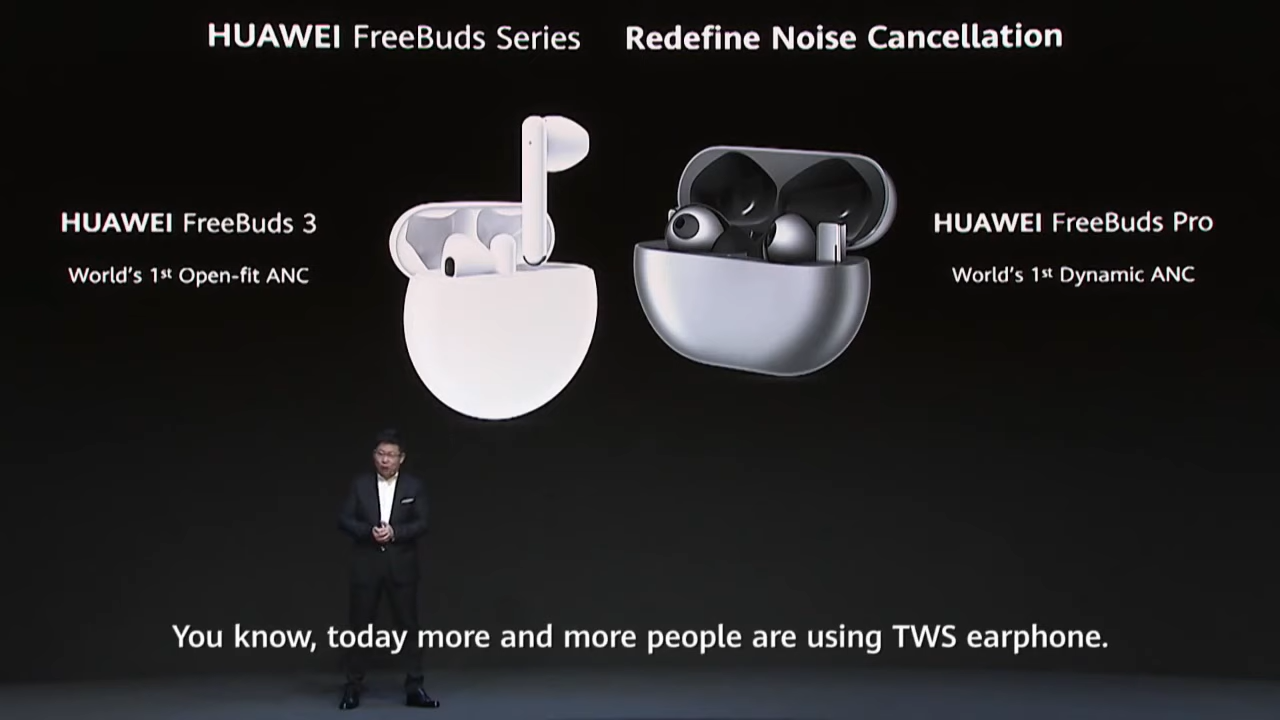 HUAWEI FreeBuds Series Redefine Noise Cancellation
HUAWEI FreeBuds 3
World's 1st Open-fit ANC
HUAWEI FreeBuds Pro
World's 1st Dynamic ANC
You know, today more and more people are using TWS earphone.